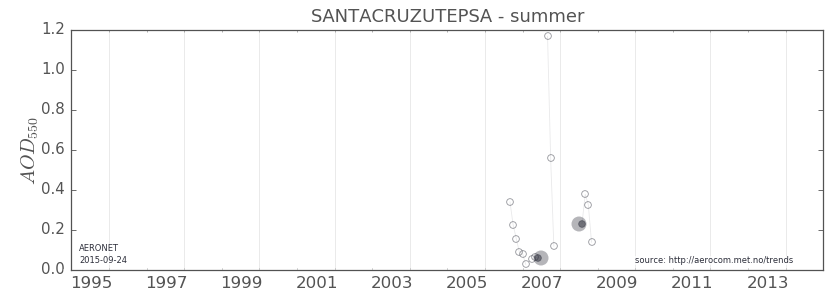 SANTACRUZUTEPSA - summer
1.2
1.0
0.8
0.6
0.4
0.2
0.0
AOD550
AERONET
2015-09-24
source: http://aerocom.met.no/trends
1995 1997 1999 2001 2003 2005 2007 2009 2011 2013